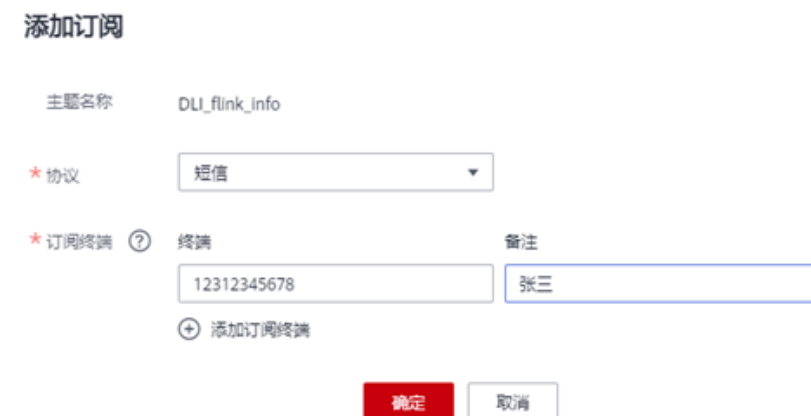 添加订阅
主题名称 DLI_flink_info
* 协议 短信
* 订阅终端 ? 终端 备注
12312345678 张三
添加订阅终端
确定 取消